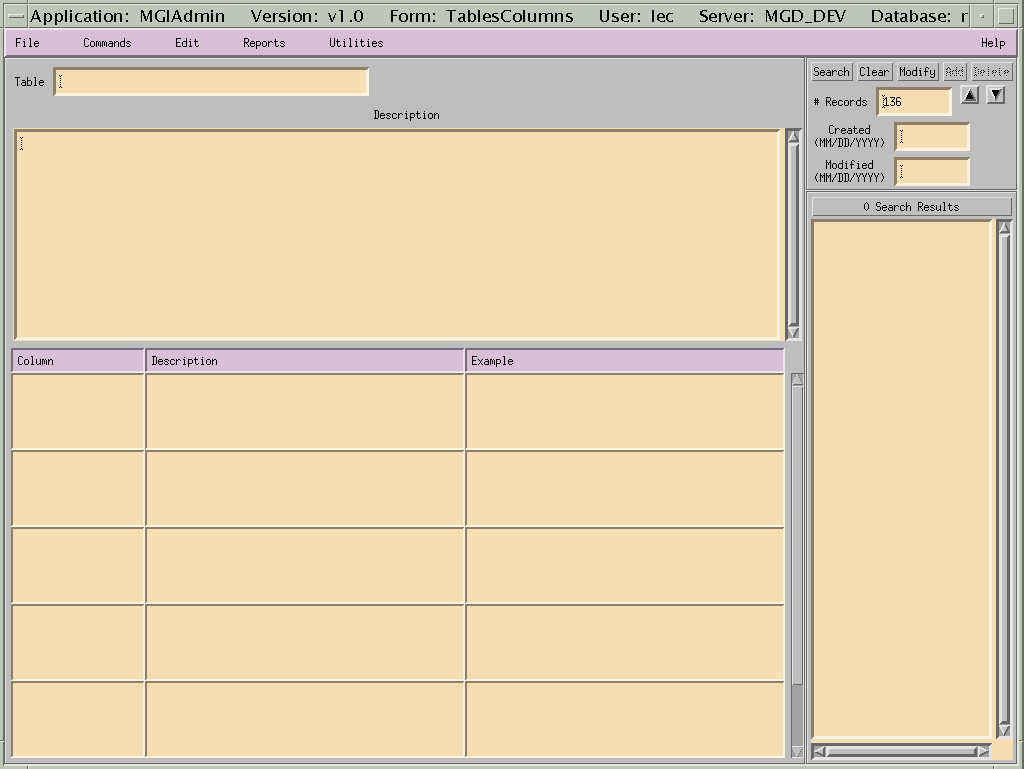 Application: MGIAdmin Version: v1.0 Form: TablesColumns User: lec Server: MGD_DEV Database: r
File Commands Edit Reports Utilities Help
Table
Search Clear Modify Add Delete
# Records 136
Description
Created
(MM/DD/YYYY)
Modified
(MM/DD/YYYY)
0 Search Results
Column Description Example